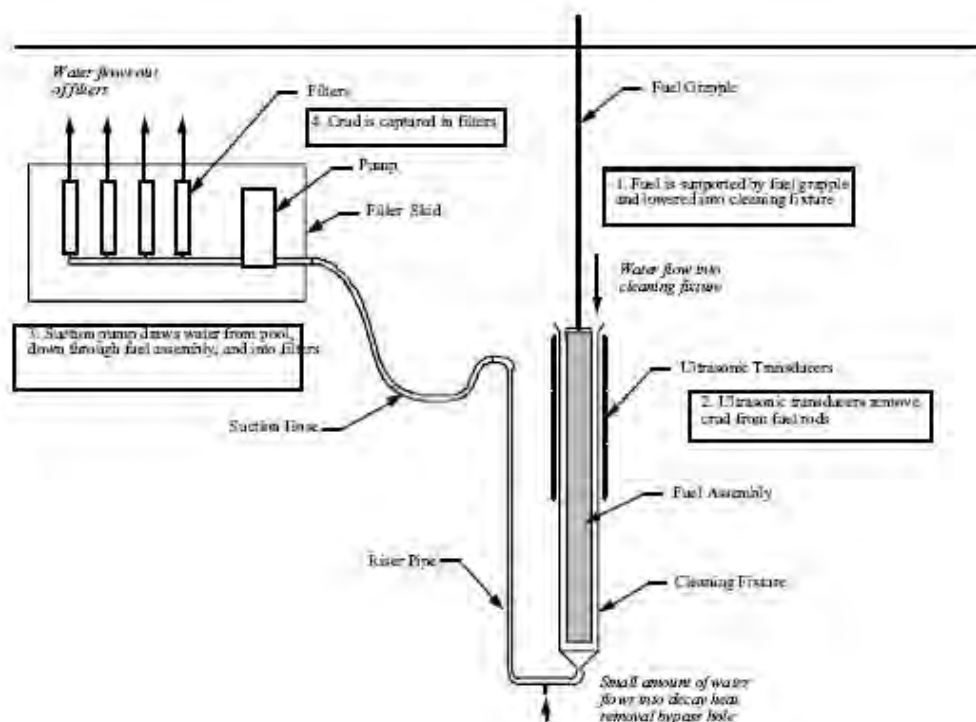 Water flows out
of filters
Filters
4. Crud is captured in filters
Pump
Filter Skid
3. Suction pump draws water from pool,
down through fuel assembly, and into filters
Suction Hose
Riser Pipe
Fuel Grapple
1. Fuel is supported by fuel grapple
and lowered into cleaning fixture
Water flow into
cleaning fixture
Ultrasonic Transducers
2. Ultrasonic transducers remove
crud from fuel rods
Fuel Assembly
Cleaning Fixture
Small amount of water
flows into decay heat
removal bypass hole